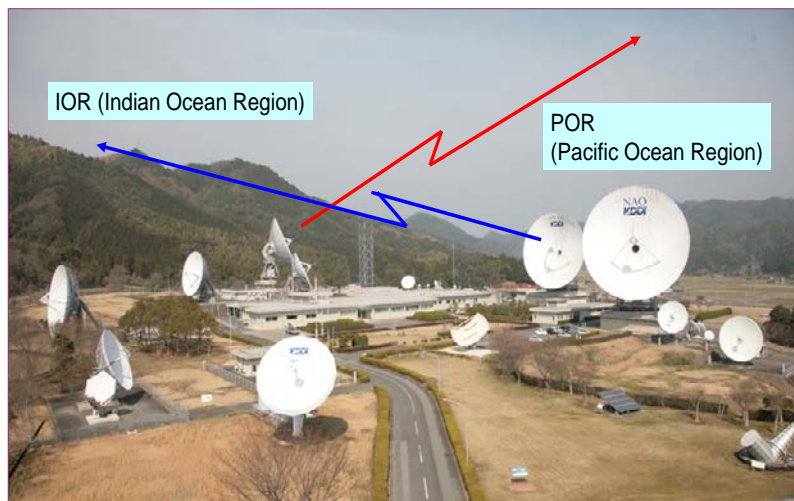 IOR (Indian Ocean Region)
POR
(Pacific Ocean Region)
NAO
KDDI
KDDI
KDDI